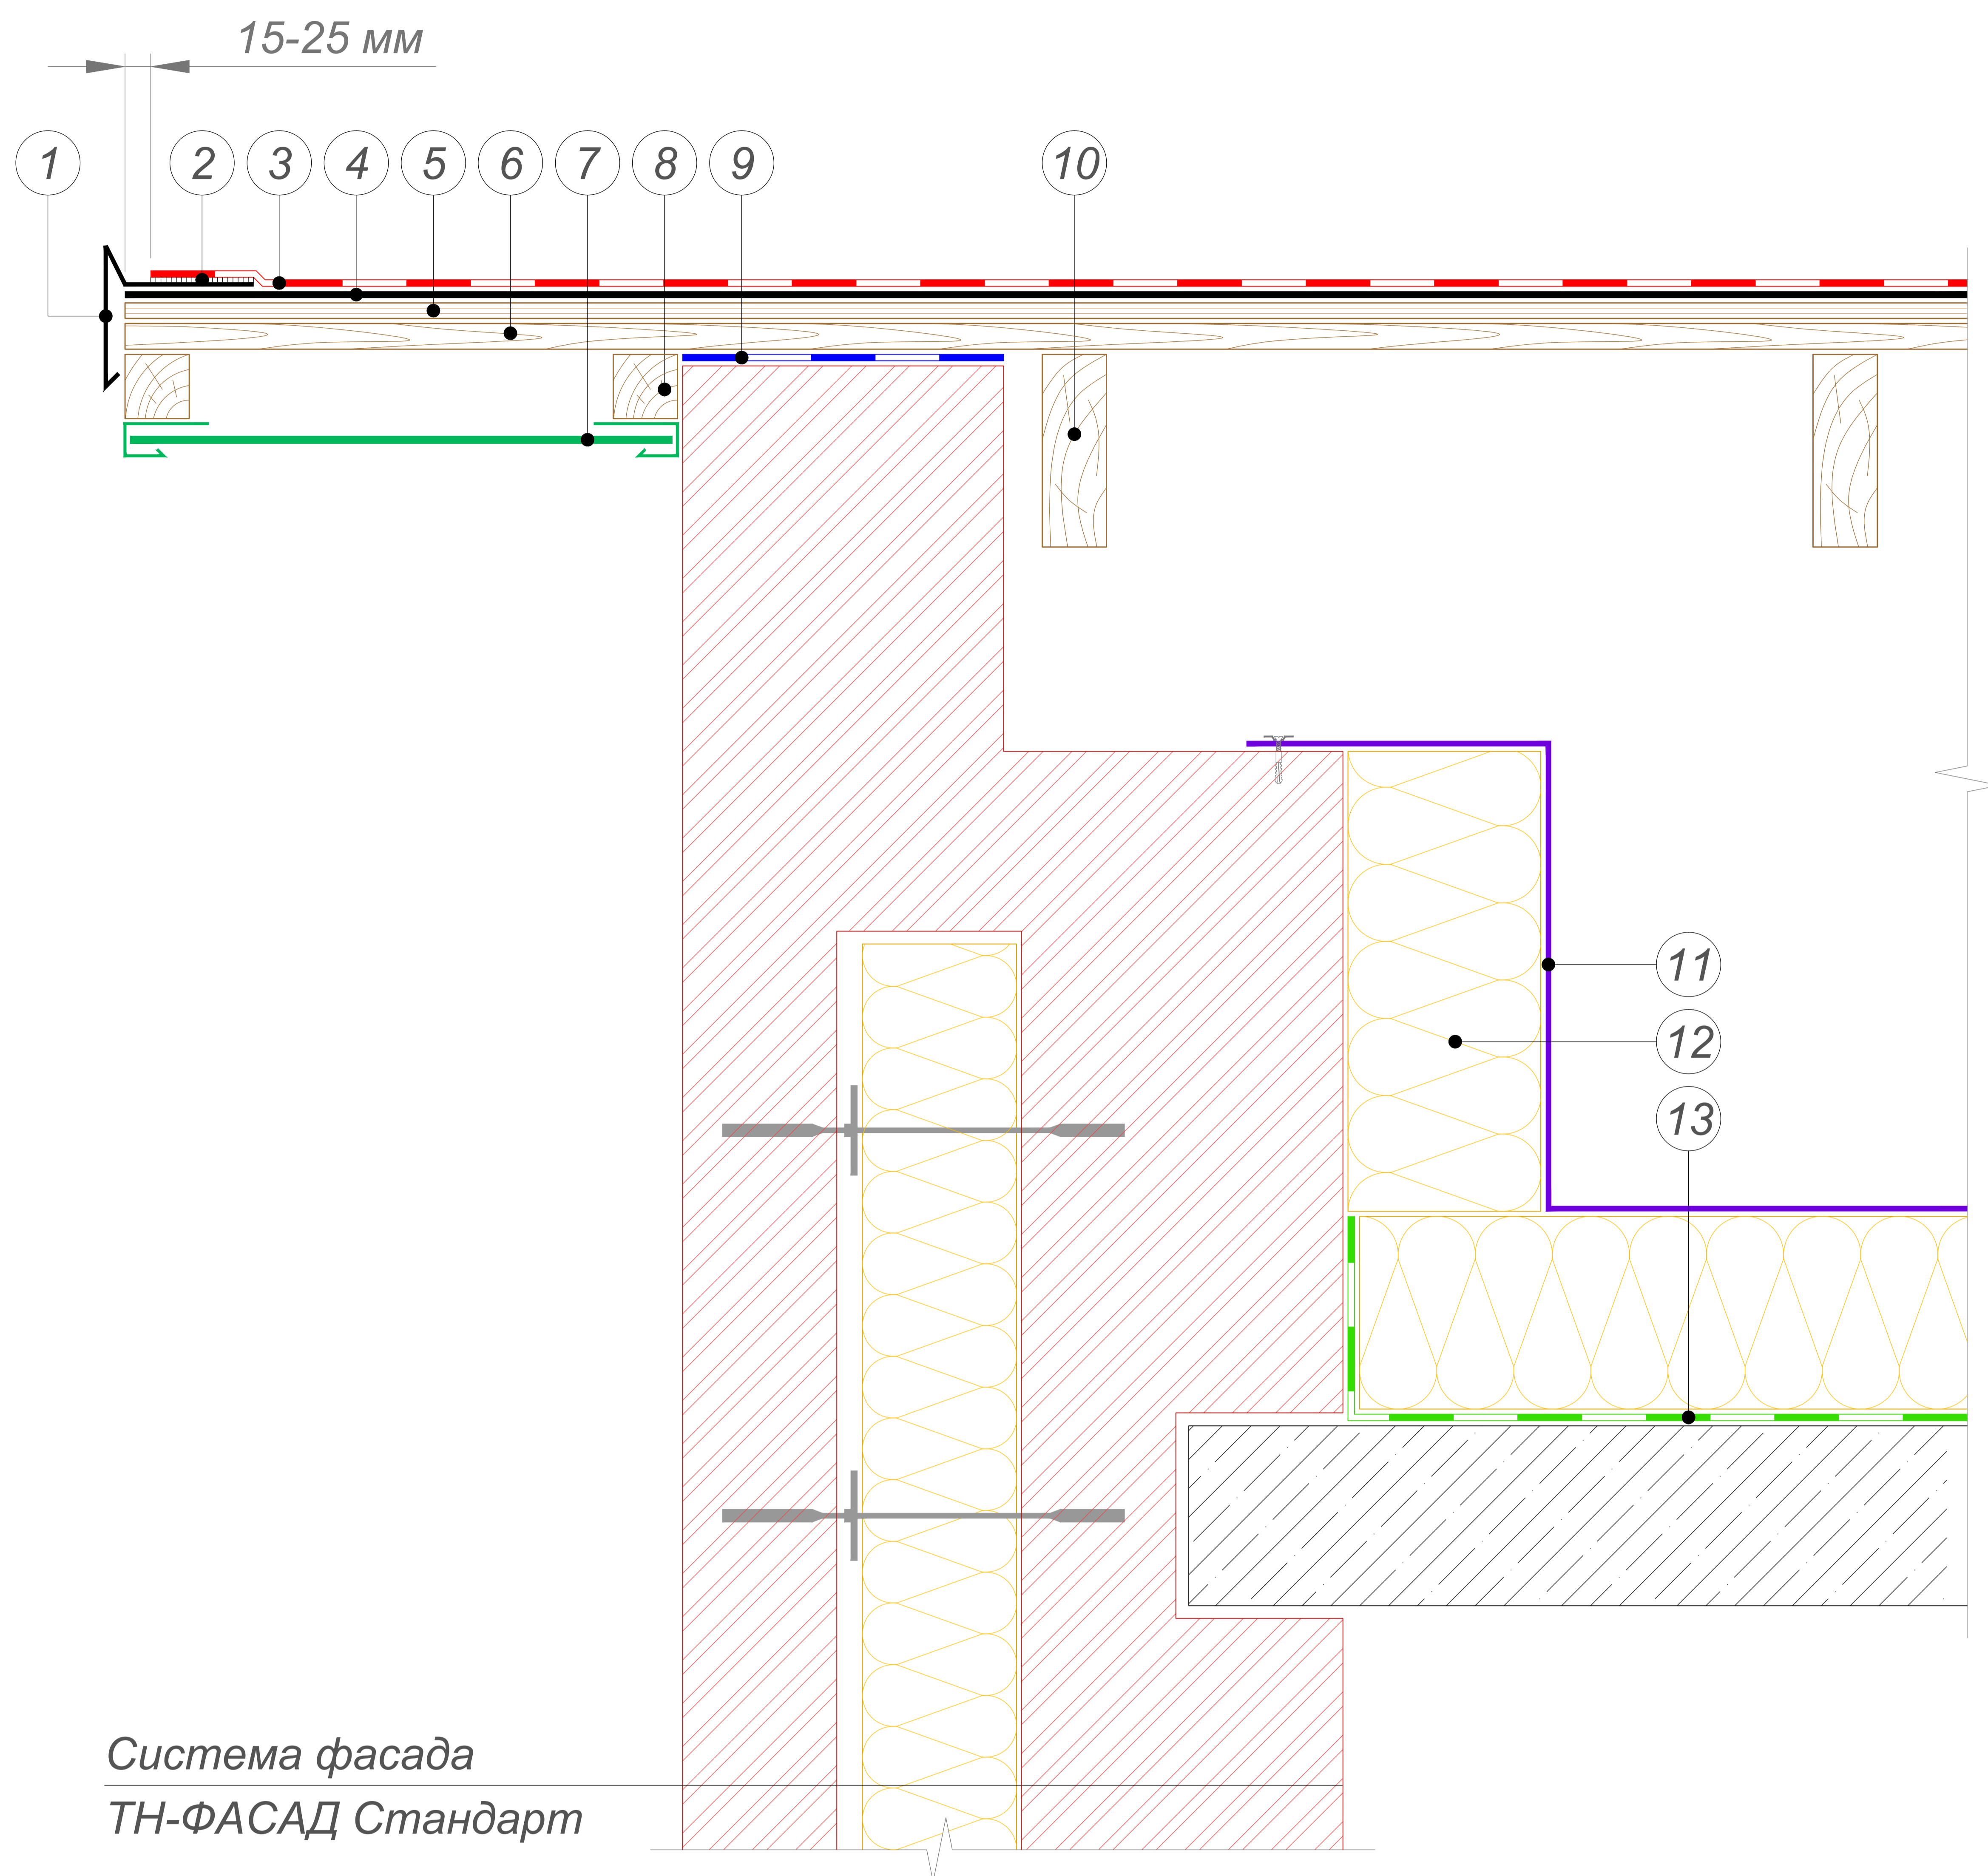 15-25 мм
1 2 3 4 5 6 7 8 9 10
11
12
13
Система фасада
ТН-ФАСАД Стандарт